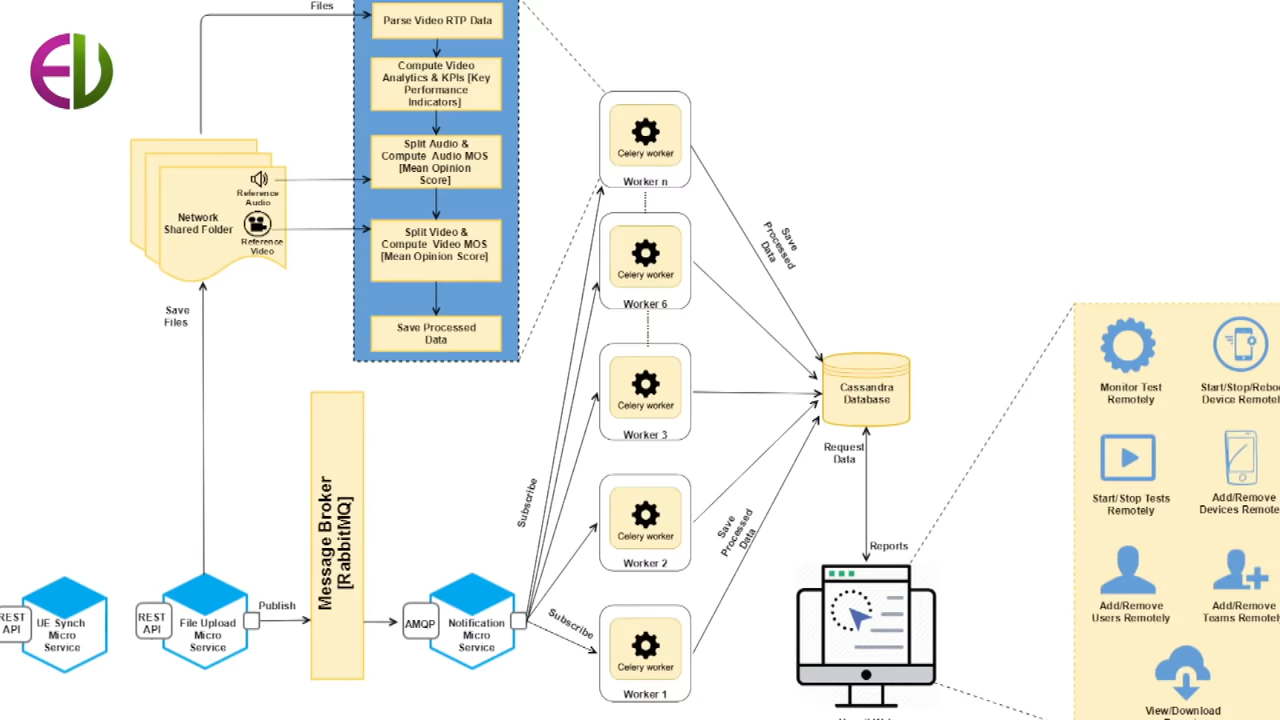 Files
Parse Video RTP Data
Compute Video
Analytics & KPIs [Key
Performance
Indicators]
Split Audio &
Compute Audio MOS
[Mean Opinion
Score]
Split Video &
Compute Video MOS
[Mean Opinion Score]
Save Processed
Data
Reference
Audio
Network
Shared Folder
Reference
Video
Save
Files
Celery worker
Worker n
Celery worker
Worker 6
Celery worker
Worker 3
Celery worker
Worker 2
Celery worker
Worker 1
Save
Processed
Data
Save
Processed
Data
Subscribe
Subscribe
Cassandra
Database
Request
Data
Reports
Message Broker
[RabbitMQ]
REST
API
UE Synch
Micro
Service
REST
API
File Upload
Micro
Service
Publish
AMQP
Notification
Micro
Service
Monitor Test
Remotely
Start/Stop/Reboo
Device Remotel
Start/Stop Tests
Remotely
Add/Remove
Devices Remote
Add/Remove
Users Remotely
Add/Remove
Teams Remotely
View/Download